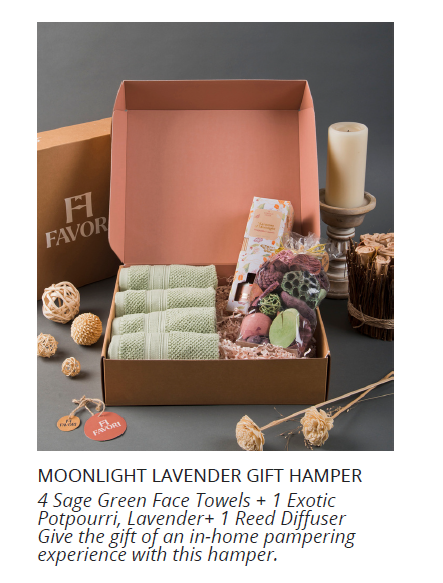 FAVORI
FAVORI
FAVORI
MOONLIGHT LAVENDER GIFT HAMPER
4 Sage Green Face Towels + 1 Exotic
Potpourri, Lavender+ 1 Reed Diffuser
Give the gift of an in-home pampering
experience with this hamper.